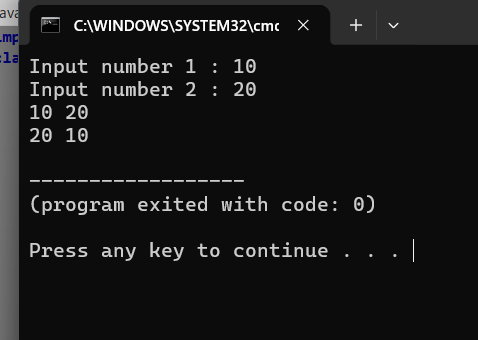 C:\WINDOWS\SYSTEM32\cmc
Input number 1 : 10
Input number 2 : 20
10 20
20 10
------------------
(program exited with code: 0)
Press any key to continue . . .